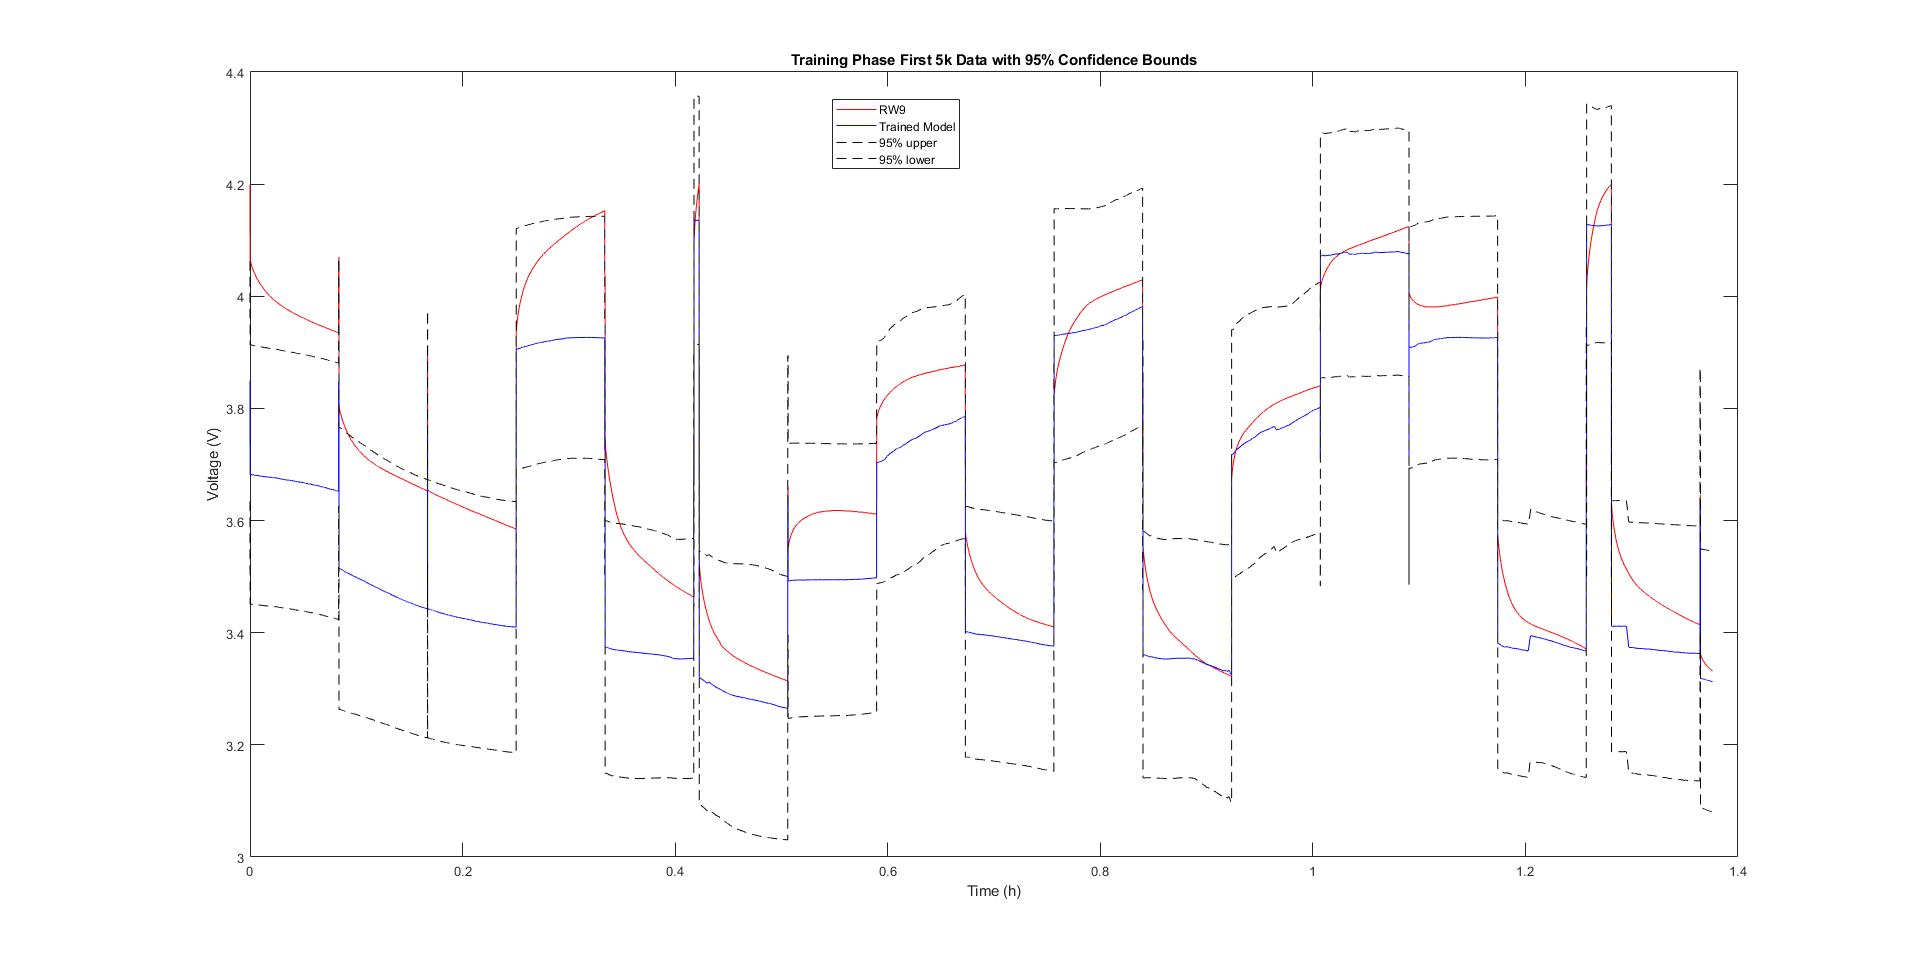 Training Phase First 5k Data with 95% Confidence Bounds
4.4
4.2
4
3.8
3.6
3.4
3.2
3
Voltage (V)
RW9
Trained Model
95% upper
95% lower
0
0.2
0.4
0.6
0.8
1
1.2
1.4
Time (h)